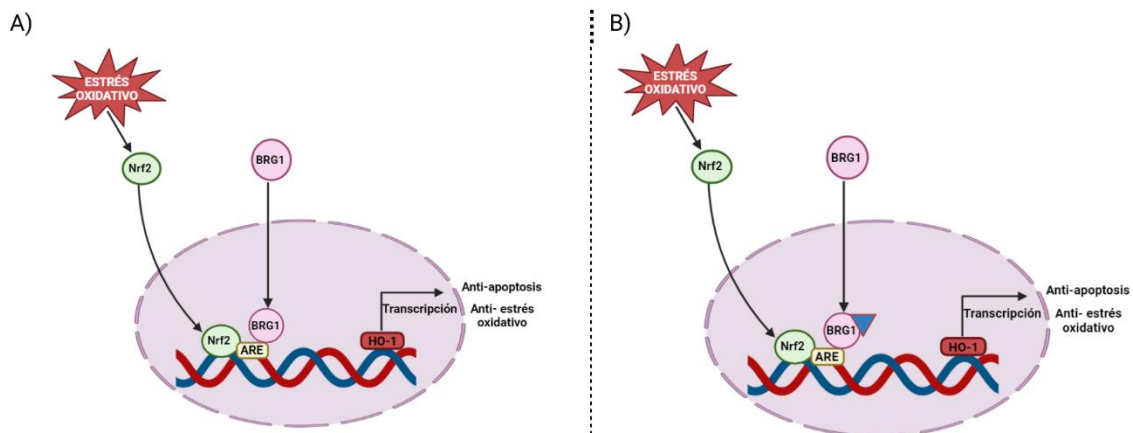 A)
ESTRÉS
OXIDATIVO
Nrf2
BRG1
BRG1
Nrf2
ARE
HO-1
Transcripción
Anti-apoptosis
Anti- estrés
oxidativo
B)
ESTRÉS
OXIDATIVO
Nrf2
BRG1
BRG1
Nrf2
ARE
HO-1
Transcripción
Anti-apoptosis
Anti- estrés
oxidativo